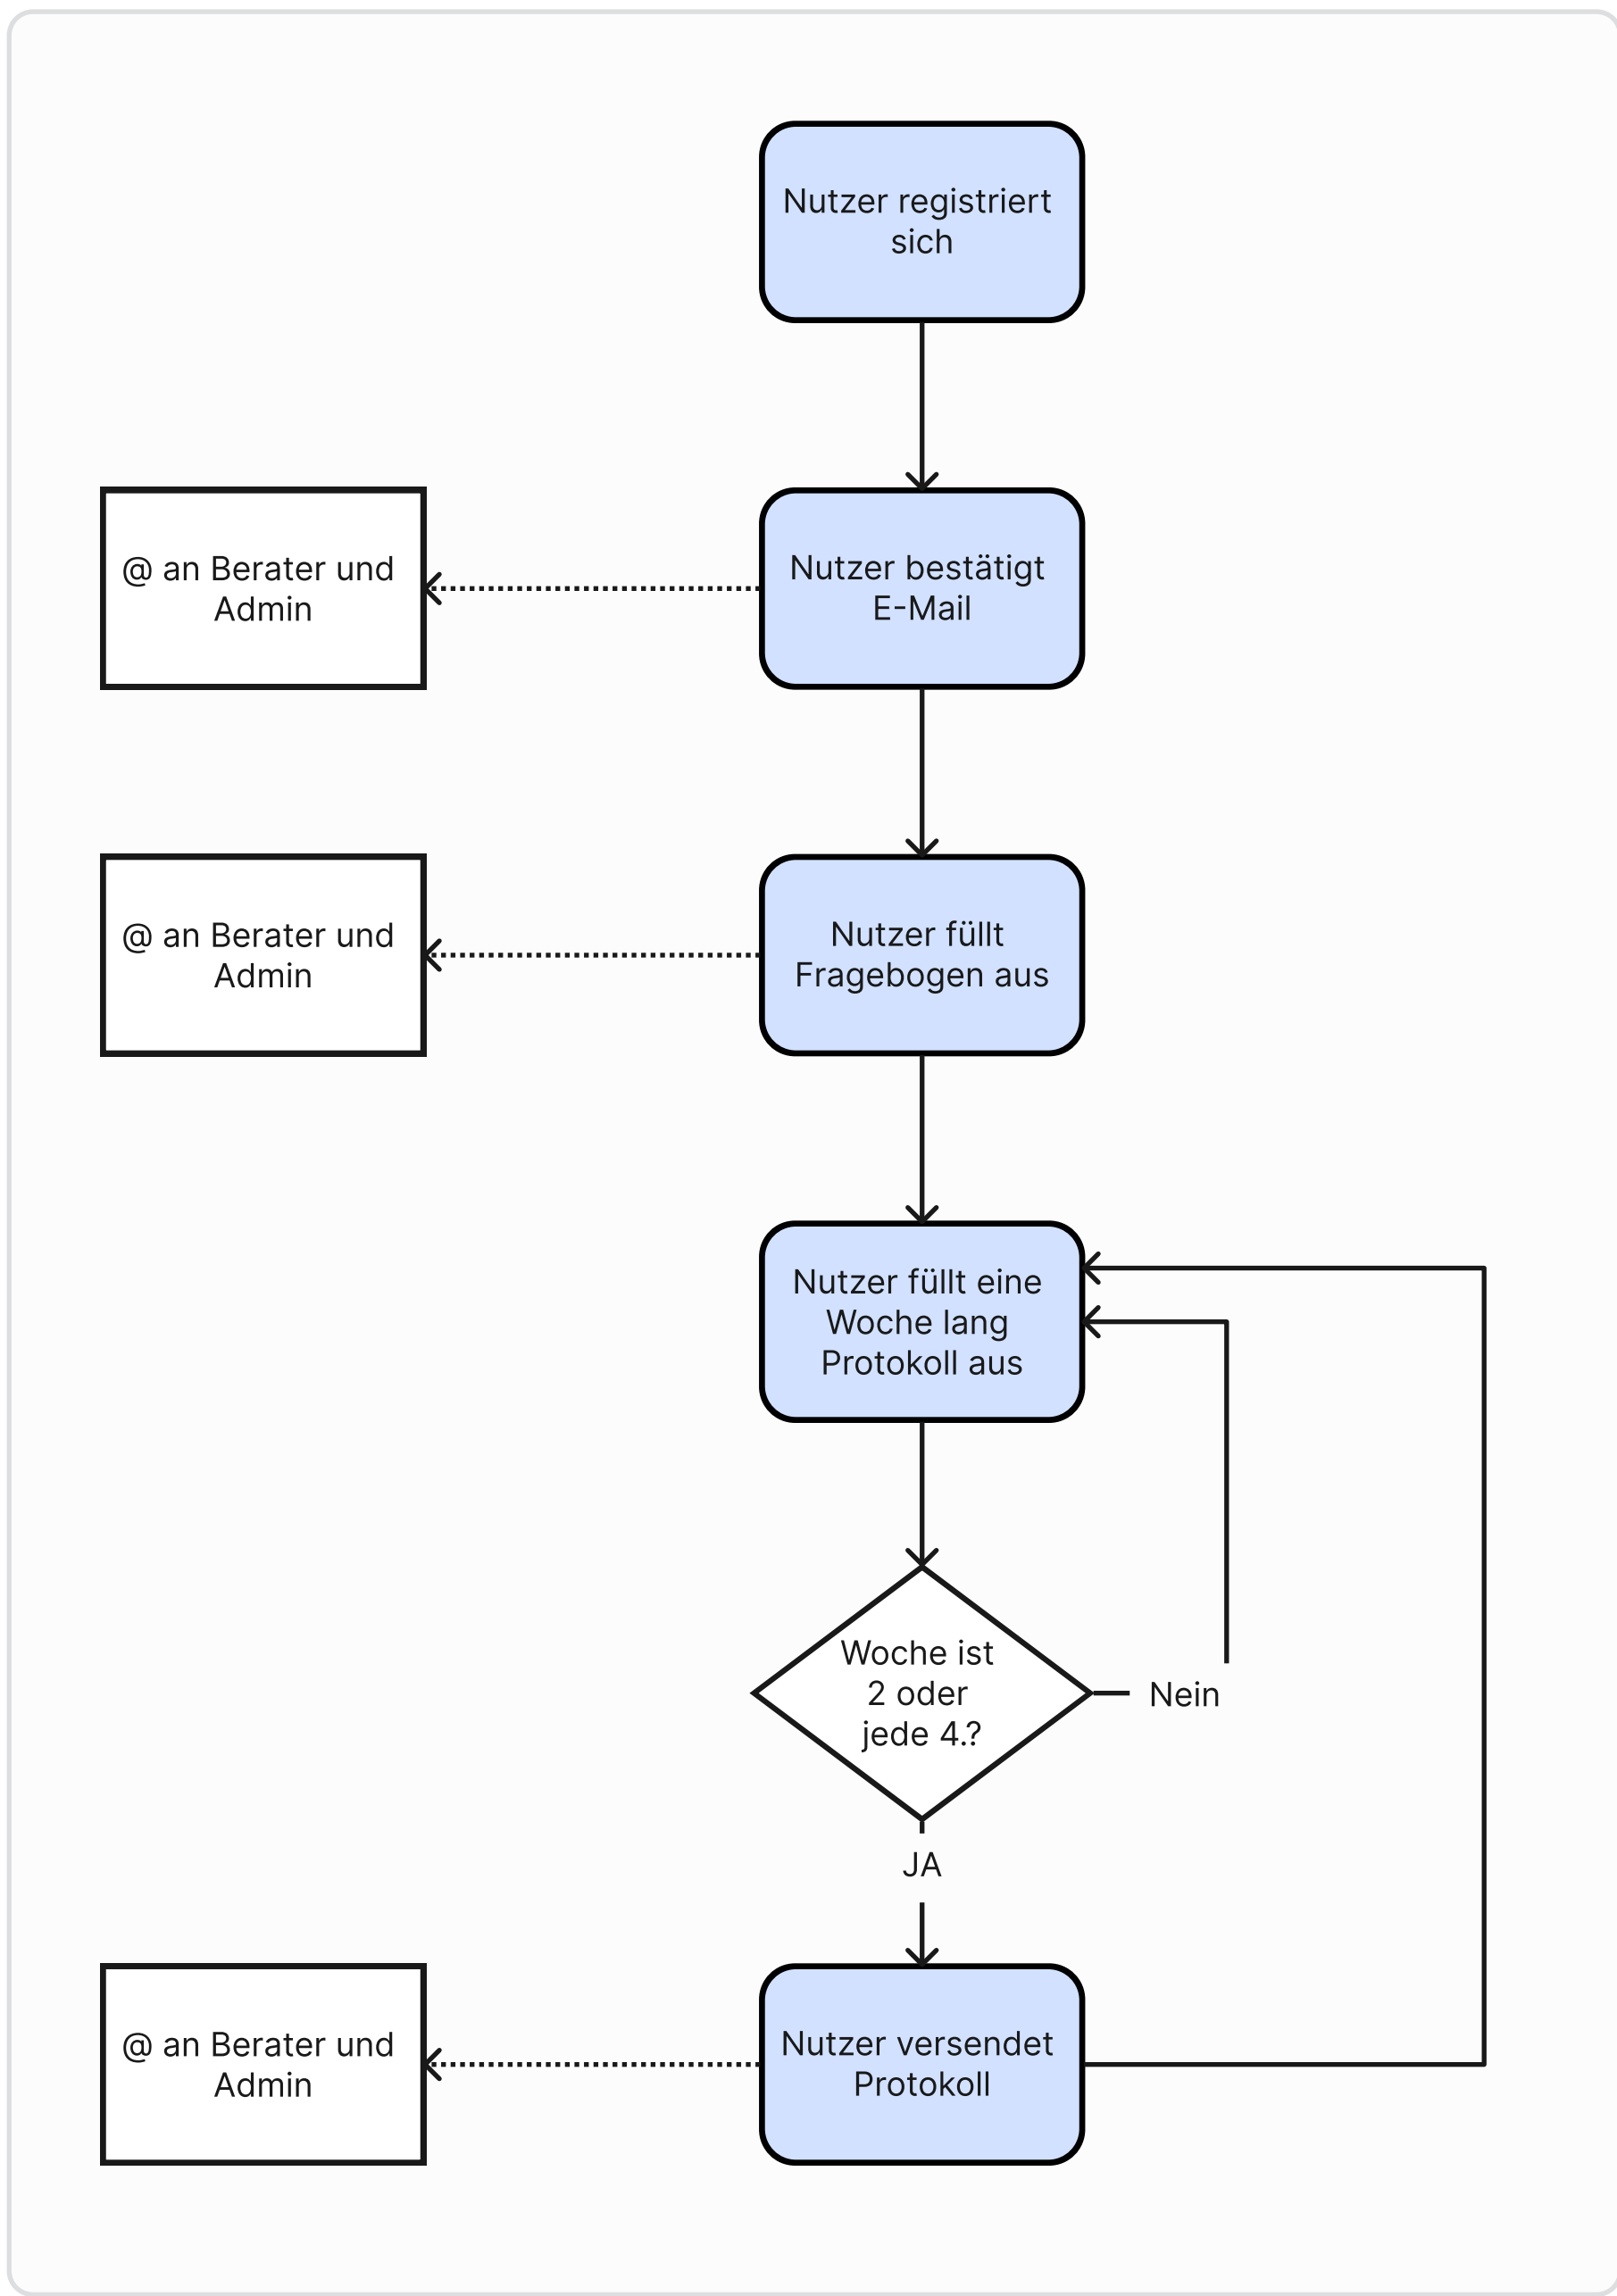 Nutzer registriert
sich
@ an Berater und
Admin
Nutzer bestätigt
E-Mail
@ an Berater und
Admin
Nutzer füllt
Fragebogen aus
Nutzer füllt eine
Woche lang
Protokoll aus
Woche ist
2 oder
jede 4.?
Nein
JA
@ an Berater und
Admin
Nutzer versendet
Protokoll